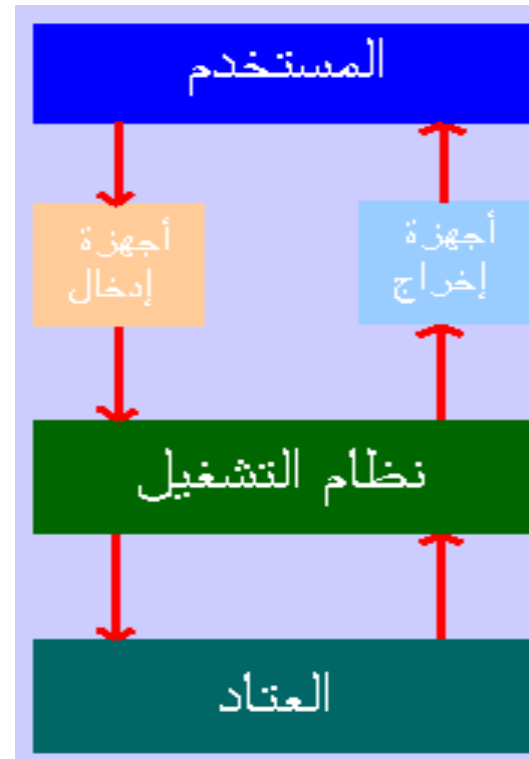 المستخدم
أجهزة
إدخال
أجهزة
إخراج
نظام التشغيل
العتاد